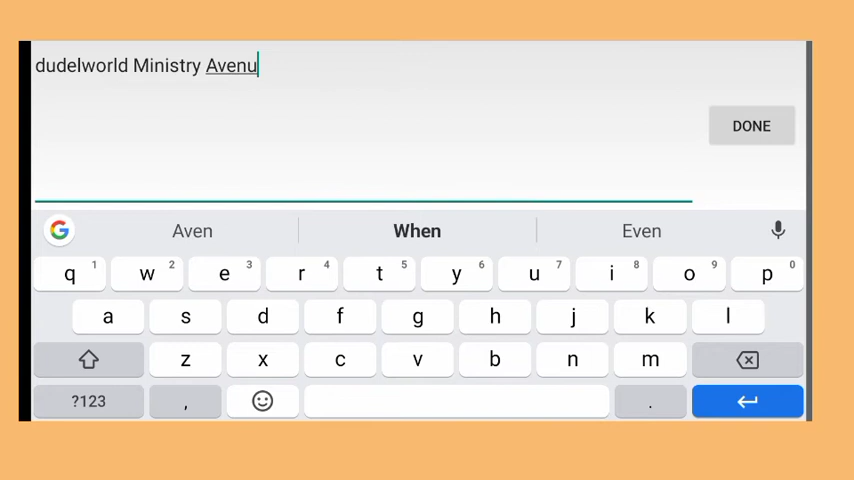 dudelworld Ministry Avenu
DONE
Aven When Even
q 1 w 2 e 3 r 4 t 5 y 6 u 7 i 8 o 9 p 0
a s d f g h j k l
z x c v b n m
?123 , .